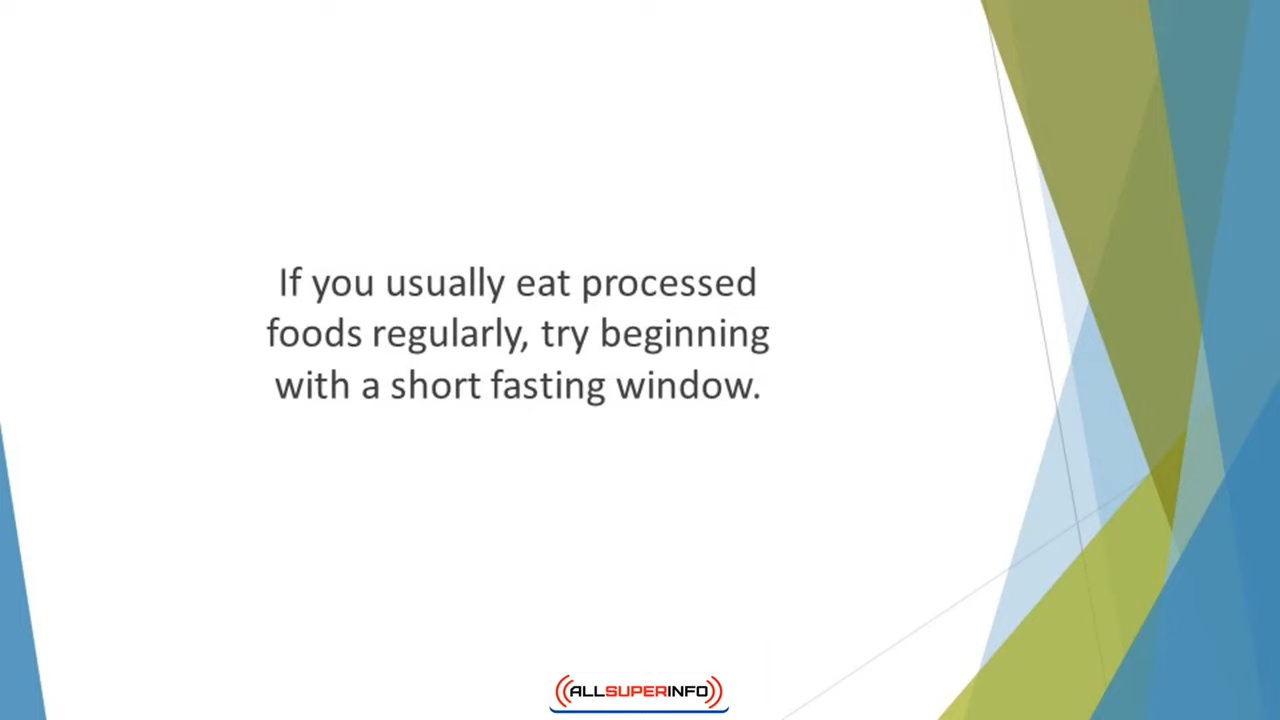 If you usually eat processed
foods regularly, try beginning
with a short fasting window.
ALLSUPERINFO